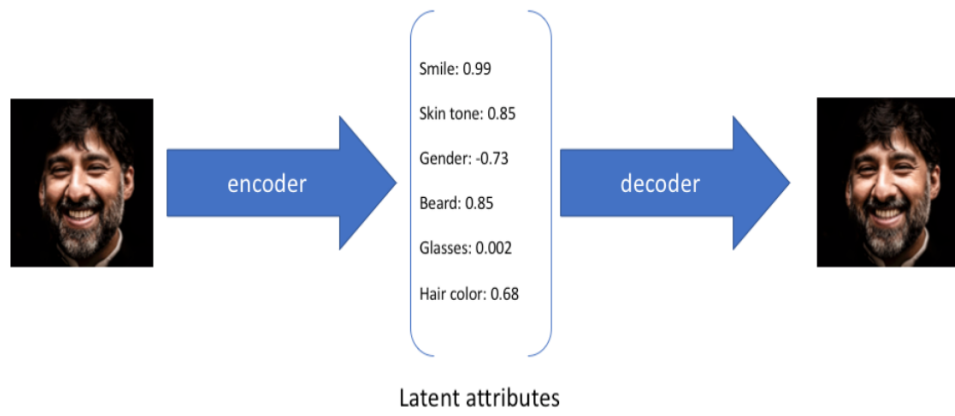 encoder
Smile: 0.99
Skin tone: 0.85
Gender: -0.73
Beard: 0.85
Glasses: 0.002
Hair color: 0.68
decoder
Latent attributes